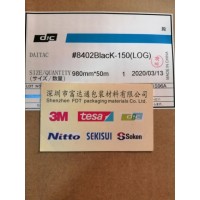 DIC
DAITAC
#8402BlacK-150(LOG)
SIZE/QUANTITY
(サイズ / 数量)
980mm*50m 1 2020/03/13
深圳市富达通包装材料有限公司
Shenzhen FDT packaging materials Co. Ltd.
3M tesa
Nitto SEKISUI Soken